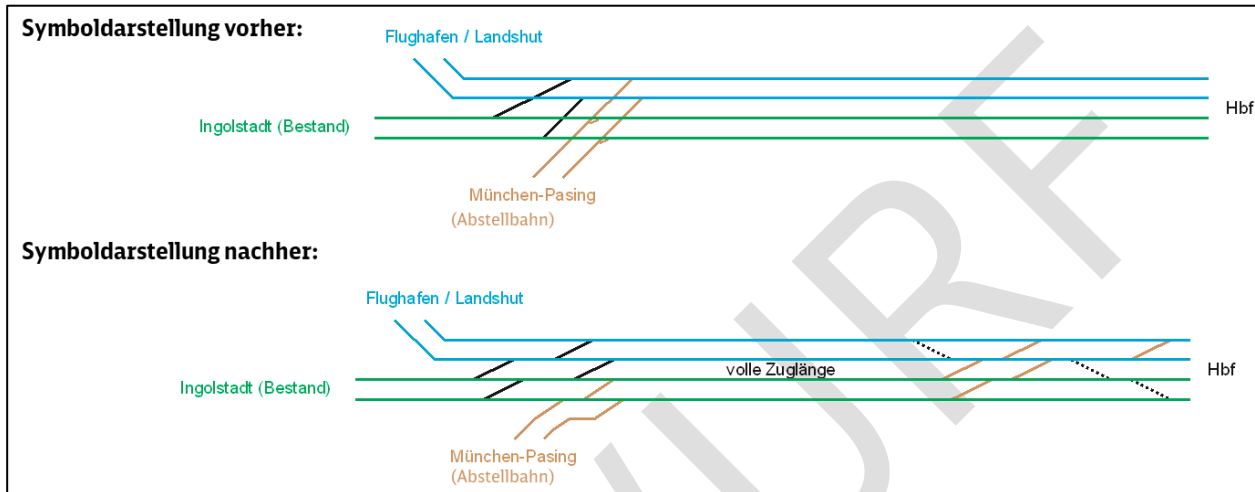 Symboldarstellung vorher:
Flughafen / Landshut
Hbf
Ingolstadt (Bestand)
München-Pasing
(Abstellbahn)
Symboldarstellung nachher:
Flughafen / Landshut
volle Zuglänge
Hbf
Ingolstadt (Bestand)
München-Pasing
(Abstellbahn)
URF